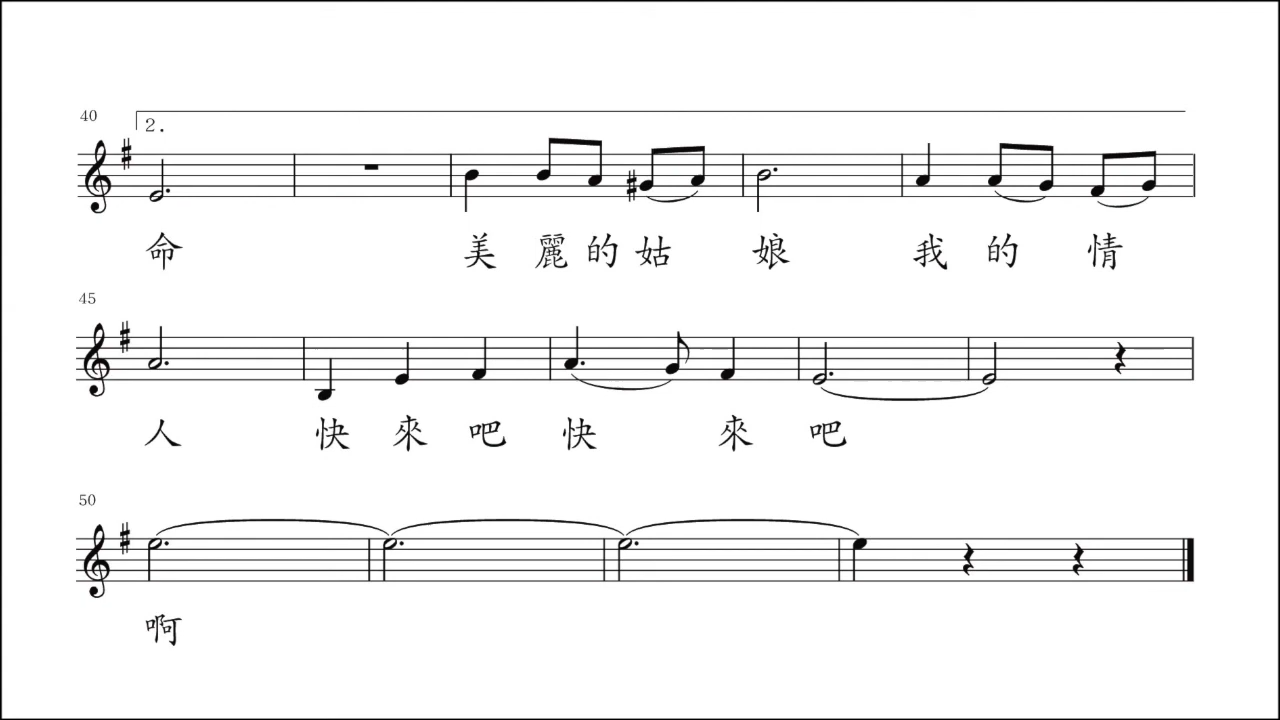 40
2.
命 美 麗 的 姑 娘 我 的 情
45
人 快 來 吧 快 來 吧
50
啊